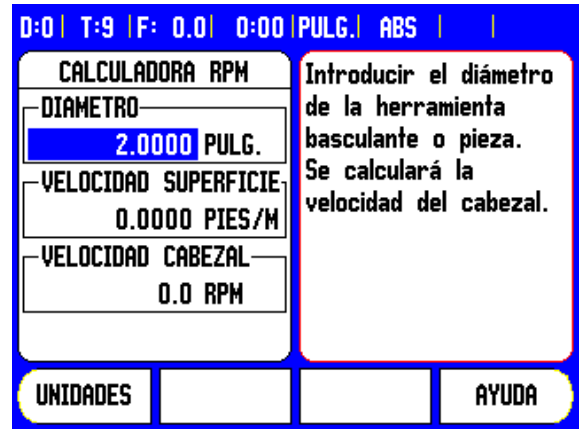 D:0 | T:9 | F: 0.0 | 0:00 | PULG. | ABS | |
CALCULADORA RPM
DIAMETRO
2.0000 PULG.
VELOCIDAD SUPERFICIE
0.0000 PIES/M
VELOCIDAD CABEZAL
0.0 RPM
Introducir el diámetro
de la herramienta
basculante o pieza.
Se calculará la
velocidad del cabezal.
UNIDADES
AYUDA